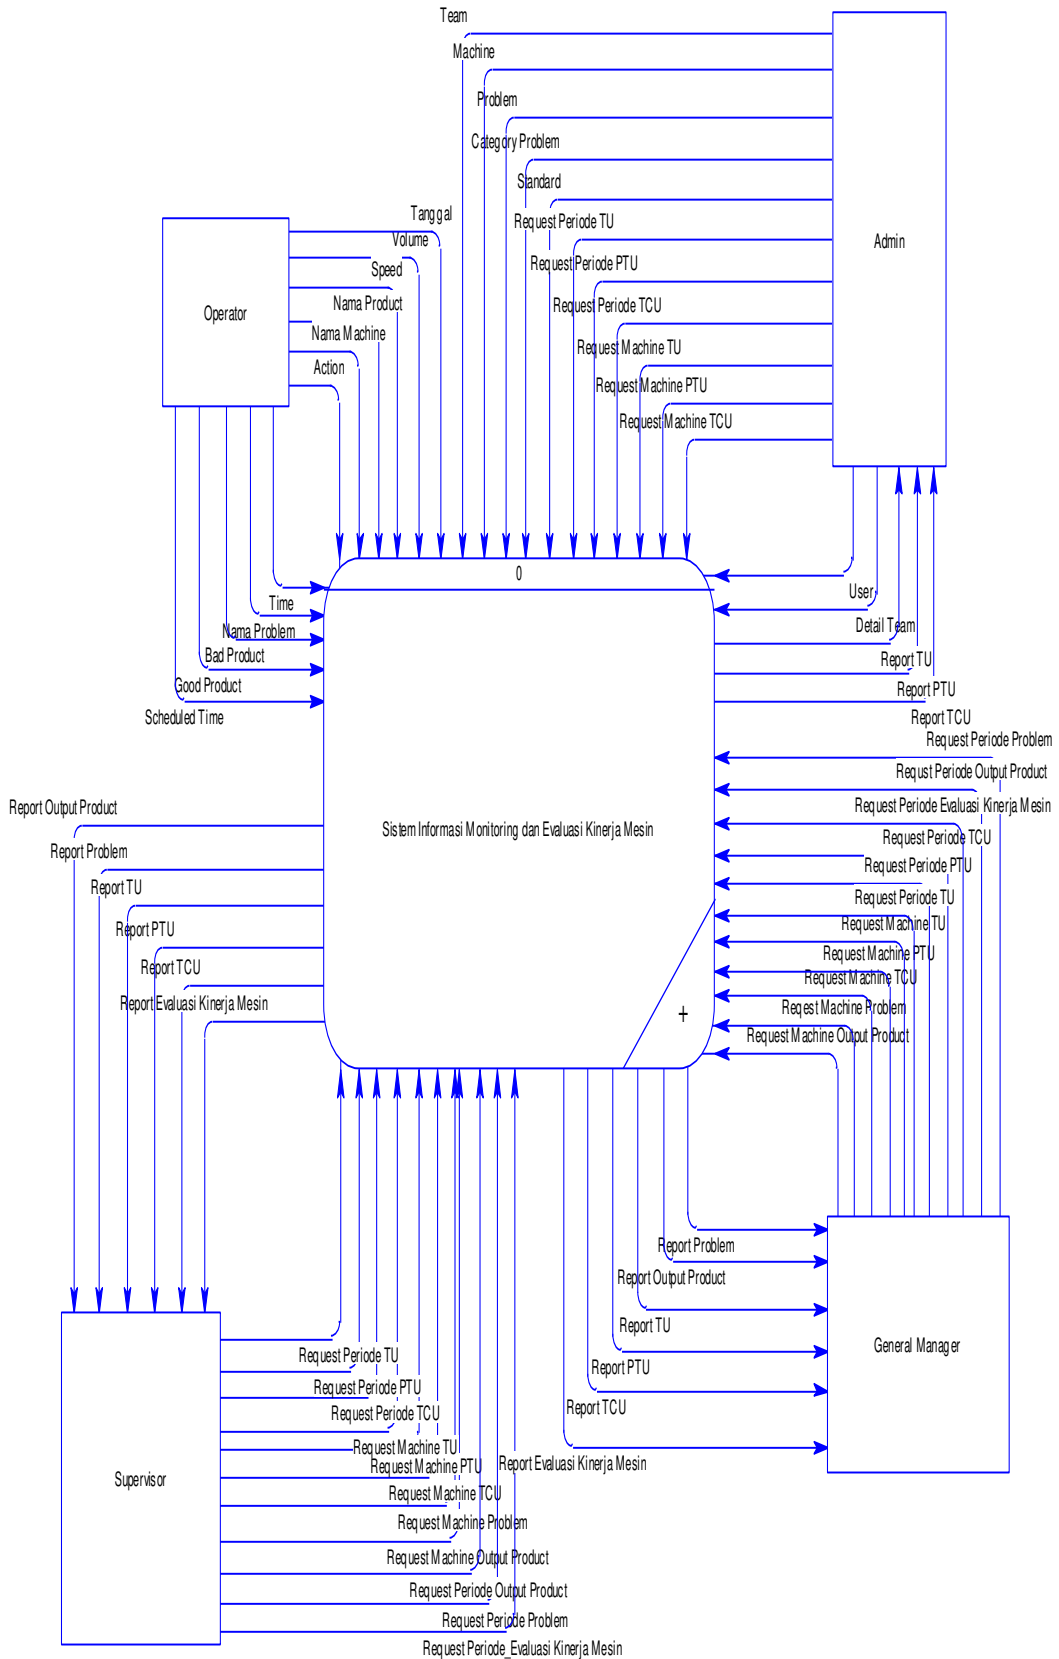 Team
Machine
Problem
Category Problem
Standard
Request Periode TU
Request Periode PTU
Request Periode TCU
Request Machine TU
Request Machine PTU
Request Machine TCU
Admin
Tanggal
Volume
Speed
Nama Product
Nama Machine
Action
Operator
0
Time
Nama Problem
Bad Product
Good Product
Scheduled Time
User
Detail Team
Report TU
Report PTU
Report TCU
Request Periode Problem
Requst Periode Output Product
Request Periode Evaluasi Kinerja Mesin
Request Periode TCU
Request Periode PTU
Request Periode TU
Request Machine TU
Request Machine PTU
Request Machine TCU
Reqest Machine Problem
Request Machine Output Product
Sistem Informasi Monitoring dan Evaluasi Kinerja Mesin
+
Report Output Product
Report Problem
Report TU
Report PTU
Report TCU
Report Evaluasi Kinerja Mesin
Report Problem
Report Output Product
Report TU
Report PTU
Report TCU
Report Evaluasi Kinerja Mesin
General Manager
Supervisor
Request Periode TU
Request Periode PTU
Request Periode TCU
Request Machine TU
Request Machine PTU
Request Machine TCU
Request Machine Problem
Request Machine Output Product
Request Periode Output Product
Request Periode Problem
Request Periode_Evaluasi Kinerja Mesin